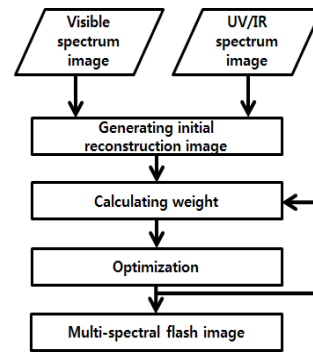 Visible
spectrum
image
UV/IR
spectrum
image
Generating initial
reconstruction image
Calculating weight
Optimization
Multi-spectral flash image